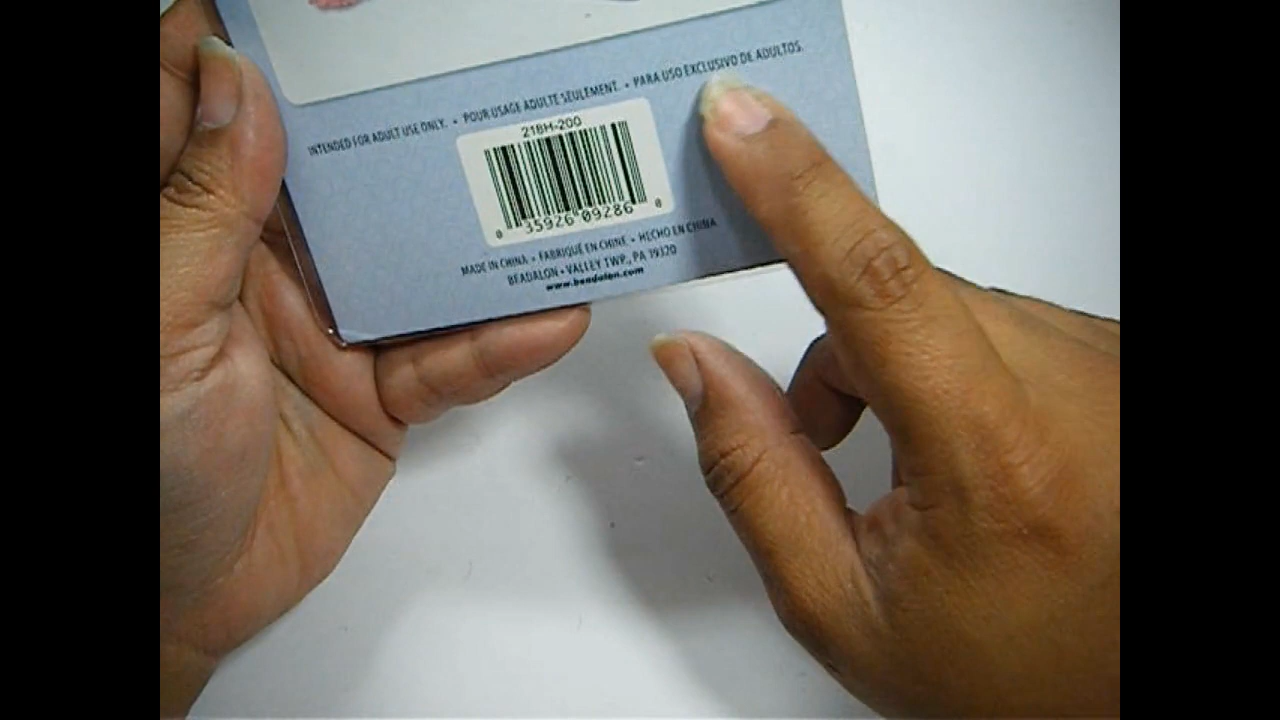 INTENDED FOR ADULT USE ONLY. • POUR USAGE ADULTE SEULEMENT. • PARA USO EXCLUSIVO DE ADULTOS.
218H-200
0 35926 09286 0
MADE IN CHINA • FABRIQUÉ EN CHINE • HECHO EN CHINA
BEADALON • VALLEY TWP., PA 19320
www.beadalon.com